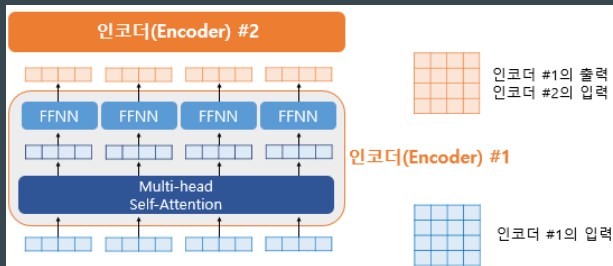 인코더(Encoder) #2
FFNN FFNN FFNN FFNN
Multi-head
Self-Attention
인코더(Encoder) #1
인코더 #1의 출력
인코더 #2의 입력
인코더 #1의 입력